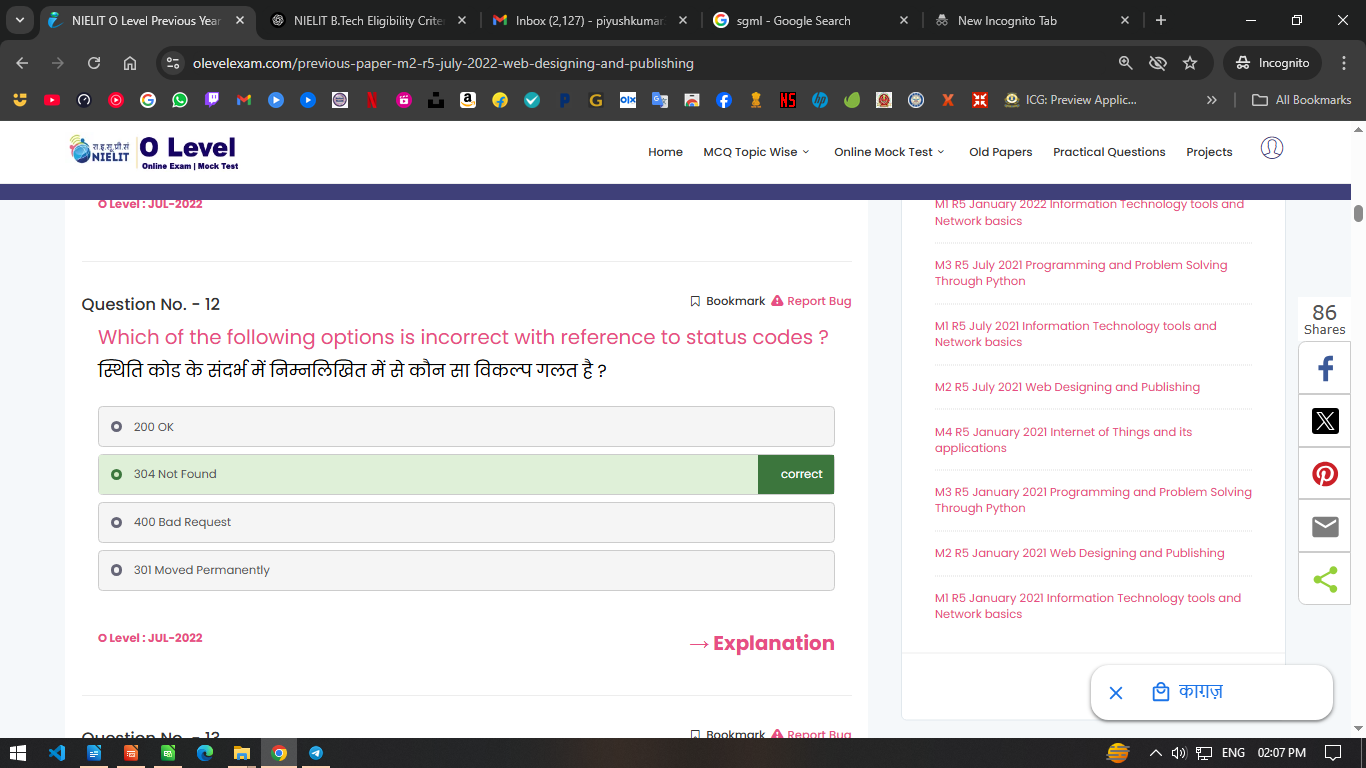 NIELIT O Level Previous Year
NIELIT B.Tech Eligibility Crite
Inbox (2,127) - piyushkumar
sgml - Google Search
New Incognito Tab
olevelexam.com/previous-paper-m2-r5-july-2022-web-designing-and-publishing
Incognito
ICG: Preview Applic...
All Bookmarks
NIELIT
O Level
Online Exam | Mock Test
Home
MCQ Topic Wise
Online Mock Test
Old Papers
Practical Questions
Projects
O Level : JUL-2022
Question No. - 12
Bookmark
Report Bug
Which of the following options is incorrect with reference to status codes ?
स्थिति कोड के संदर्भ में निम्नलिखित में से कौन सा विकल्प गलत है ?
200 OK
304 Not Found
correct
400 Bad Request
301 Moved Permanently
O Level : JUL-2022
→ Explanation
Question No. - 13
Bookmark
Report Bug
M1 R5 January 2022 Information Technology tools and
Network basics
M3 R5 July 2021 Programming and Problem Solving
Through Python
M1 R5 July 2021 Information Technology tools and
Network basics
M2 R5 July 2021 Web Designing and Publishing
M4 R5 January 2021 Internet of Things and its
applications
M3 R5 January 2021 Programming and Problem Solving
Through Python
M2 R5 January 2021 Web Designing and Publishing
M1 R5 January 2021 Information Technology tools and
Network basics
86
Shares
काग़ज़
ENG
02:07 PM